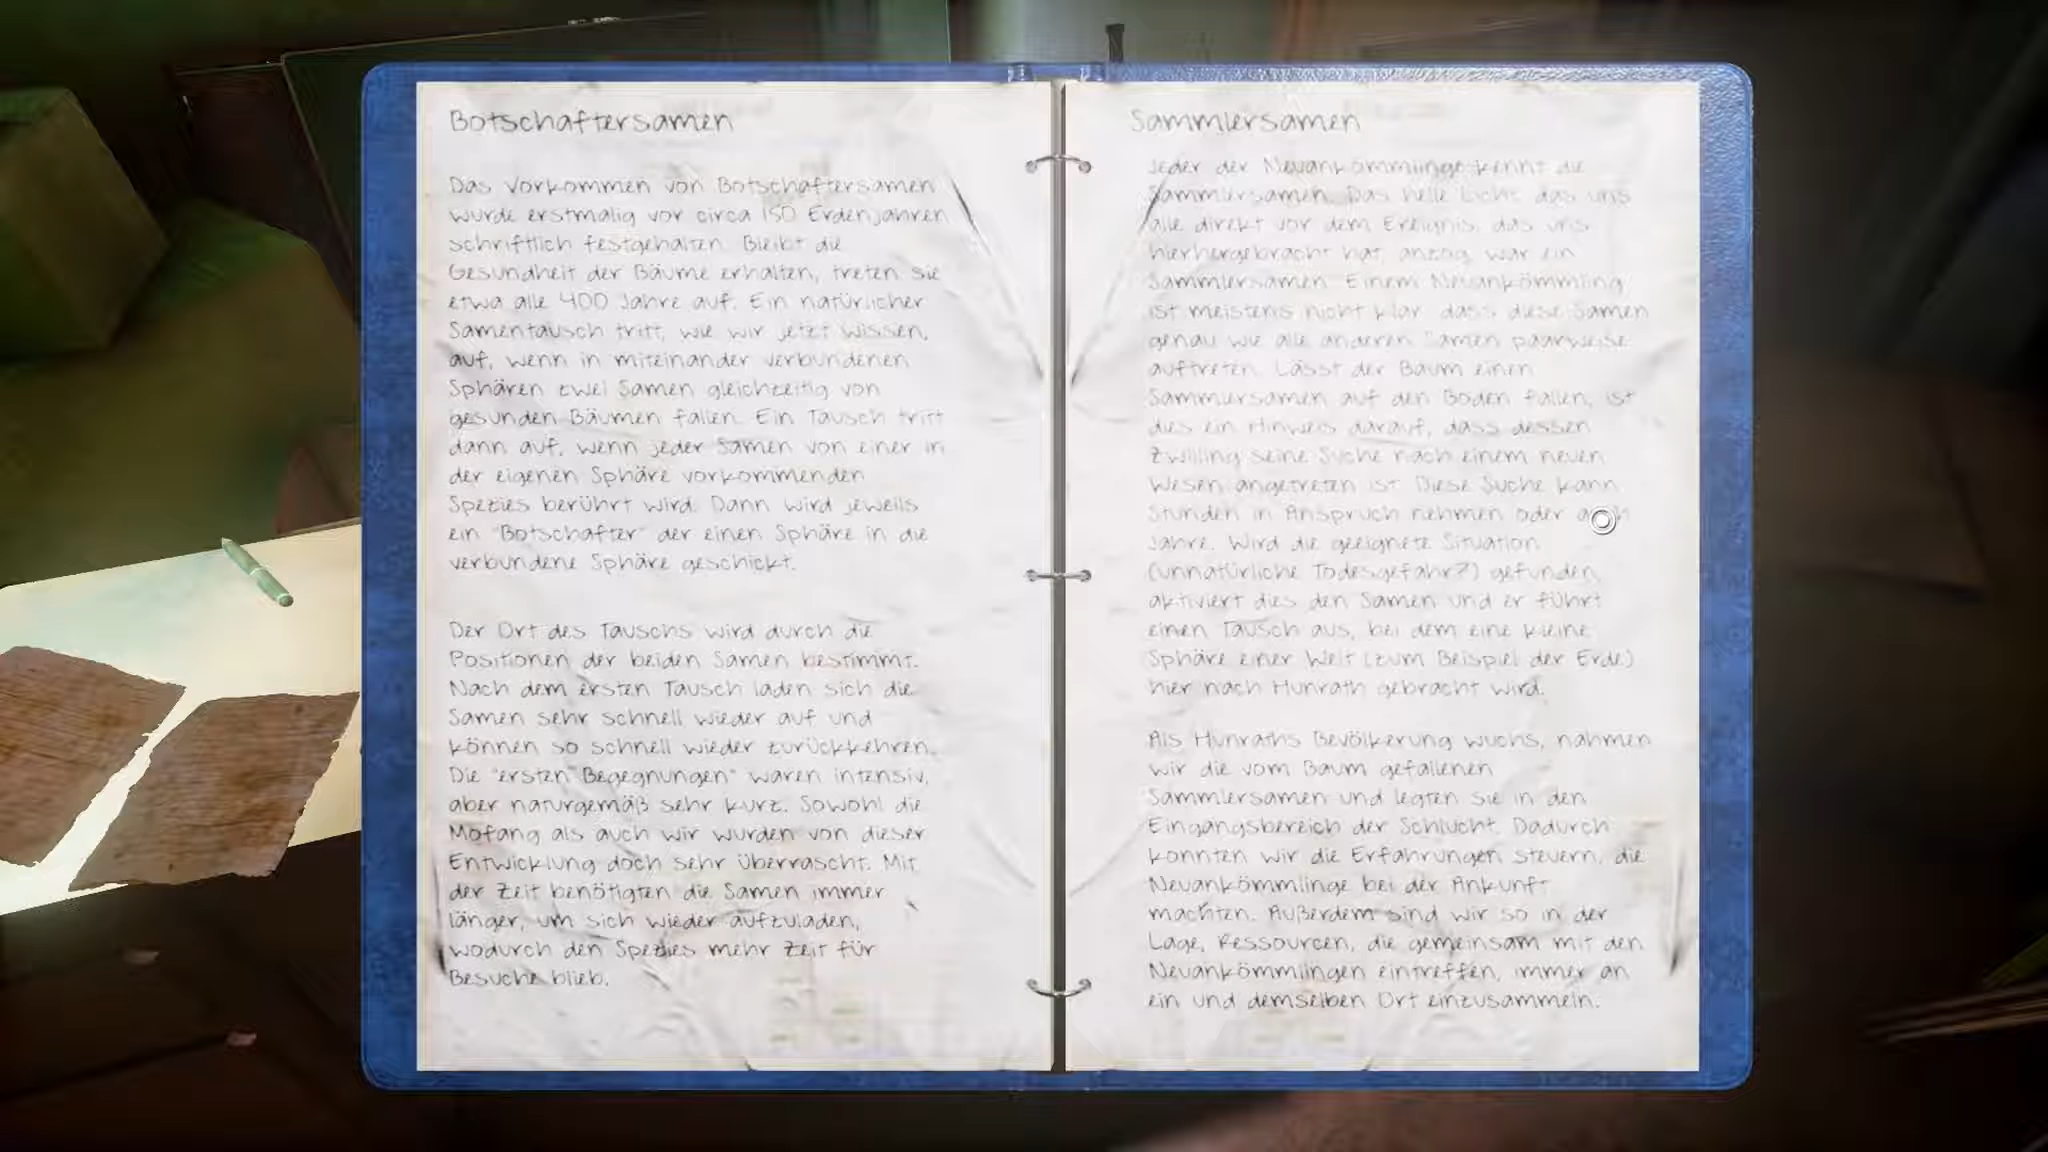 Botschaftersamen
Das Vorkommen von Botschaftersamen
wurde erstmalig vor circa 150 Erdenjahren
schriftlich festgehalten. Bleibt die
Gesundheit der Bäume erhalten, treten sie
etwa alle 400 Jahre auf. Ein natürlicher
Samentausch tritt, wie wir jetzt wissen,
auf, wenn in miteinander verbundenen
Sphären zwei Samen gleichzeitig von
gesunden Bäumen fallen. Ein Tausch tritt
dann auf, wenn jeder Samen von einer in
der eigenen Sphäre vorkommenden
Spezies berührt wird. Dann wird jeweils
ein "Botschafter" der einen Sphäre in die
verbundene Sphäre geschickt.
Der Ort des Tauschs wird durch die
Positionen der beiden Samen bestimmt.
Nach dem ersten Tausch laden sich die
Samen sehr schnell wieder auf und
können so schnell wieder zurückkehren.
Die "ersten Begegnungen" waren intensiv,
aber naturgemäß sehr kurz. Sowohl die
Mofang als auch wir wurden von dieser
Entwicklung doch sehr überrascht. Mit
der Zeit benötigten die Samen immer
länger, um sich wieder aufzuladen,
wodurch den Spezies mehr Zeit für
Besuche blieb.
Sammlersamen
Jeder der Neuankömmlinge kennt die
Sammlersamen. Das helle Licht, das uns
alle direkt vor dem Ereignis, das uns
hierhergebracht hat, anzog, war ein
Sammlersamen. Einem Neuankömmling
ist meistens nicht klar, dass diese Samen
genau wie alle anderen Samen paarweise
auftreten. Lässt der Baum einen
Sammlersamen auf den Boden fallen, ist
dies ein Hinweis darauf, dass dessen
Zwilling seine Suche nach einem neuen
Wesen angetreten ist. Diese Suche kann
Stunden in Anspruch nehmen oder auch
Jahre. Wird die geeignete Situation
(unnatürliche Todesgefahr?) gefunden,
aktiviert dies den Samen und er führt
einen Tausch aus, bei dem eine kleine
Sphäre einer Welt (zum Beispiel der Erde)
hier nach Hunrath gebracht wird.
Als Hunraths Bevölkerung wuchs, nahmen
wir die vom Baum gefallenen
Sammlersamen und legten sie in den
Eingangsbereich der Schlucht. Dadurch
konnten wir die Erfahrungen steuern, die
Neuankömmlinge bei der Ankunft
machten. Außerdem sind wir so in der
Lage, Ressourcen, die gemeinsam mit den
Neuankömmlingen eintreffen, immer an
ein und demselben Ort einzusammeln.